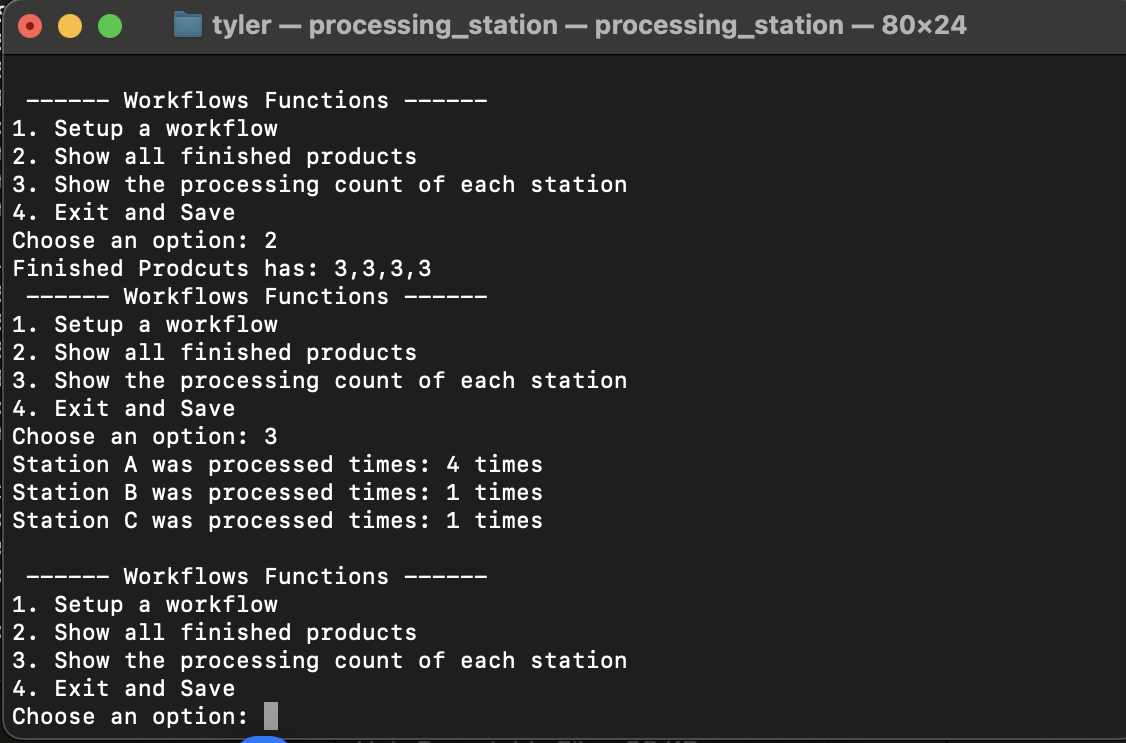 tyler — processing_station — processing_station — 80×24
------ Workflows Functions ------
1. Setup a workflow
2. Show all finished products
3. Show the processing count of each station
4. Exit and Save
Choose an option: 2
Finished Prodcuts has: 3,3,3,3
------ Workflows Functions ------
1. Setup a workflow
2. Show all finished products
3. Show the processing count of each station
4. Exit and Save
Choose an option: 3
Station A was processed times: 4 times
Station B was processed times: 1 times
Station C was processed times: 1 times
------ Workflows Functions ------
1. Setup a workflow
2. Show all finished products
3. Show the processing count of each station
4. Exit and Save
Choose an option: